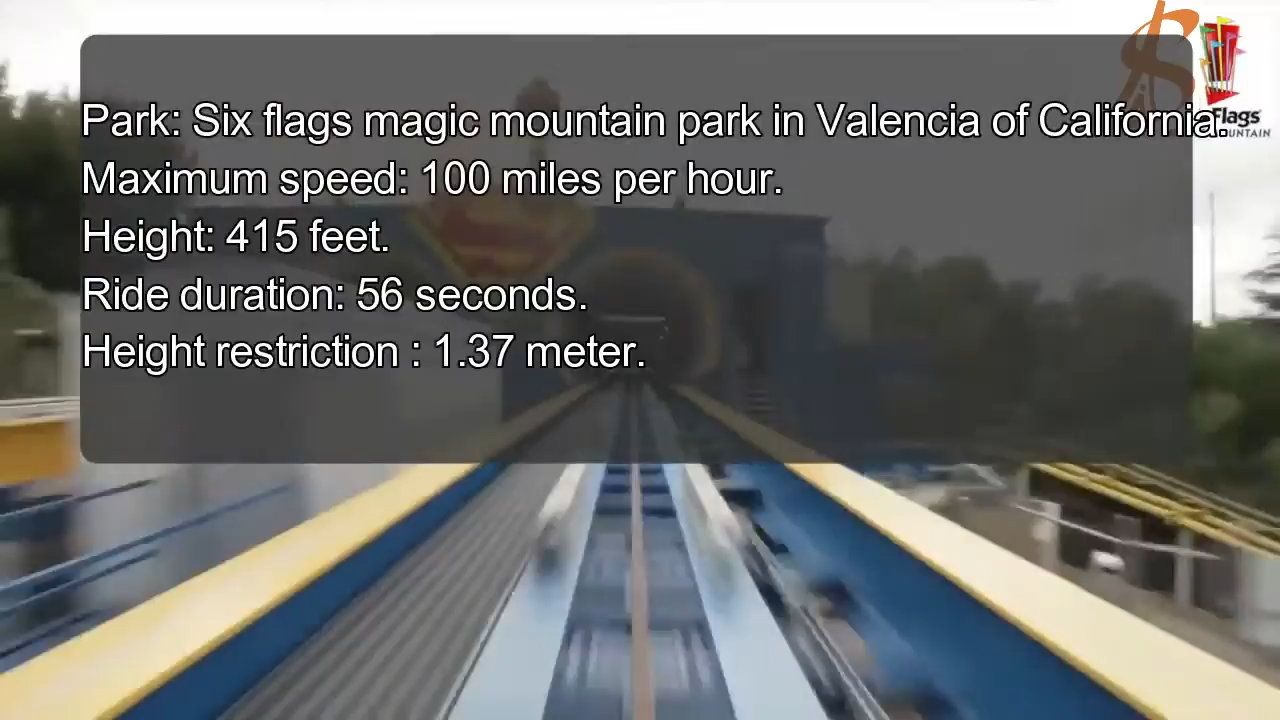 Park: Six flags magic mountain park in Valencia of California.
Maximum speed: 100 miles per hour.
Height: 415 feet.
Ride duration: 56 seconds.
Height restriction : 1.37 meter.
Flags